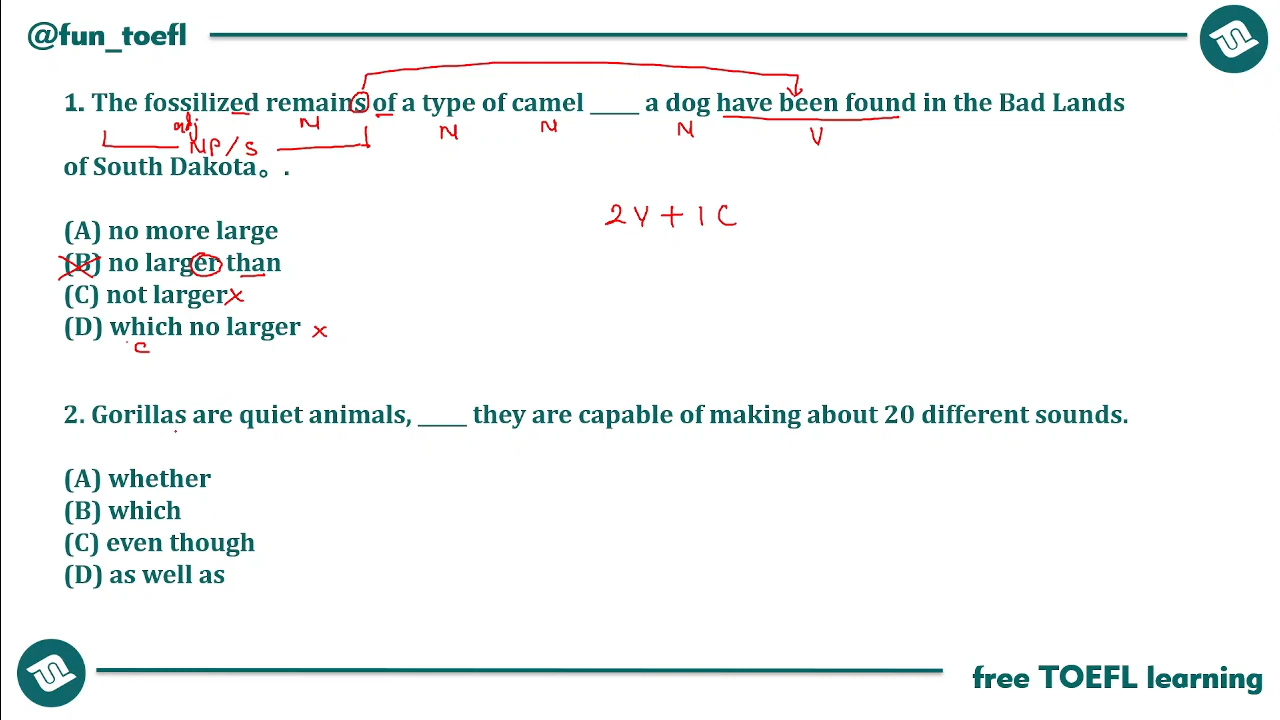 @fun_toefl
1. The fossilized remains of a type of camel ____ a dog have been found in the Bad Lands
adj
N
N
N
N
V
NP/S
of South Dakota。.
2V + 1C
(A) no more large
(B) no larger than
(C) not larger x
(D) which no larger x
C
2. Gorillas are quiet animals, ____ they are capable of making about 20 different sounds.
(A) whether
(B) which
(C) even though
(D) as well as
free TOEFL learning